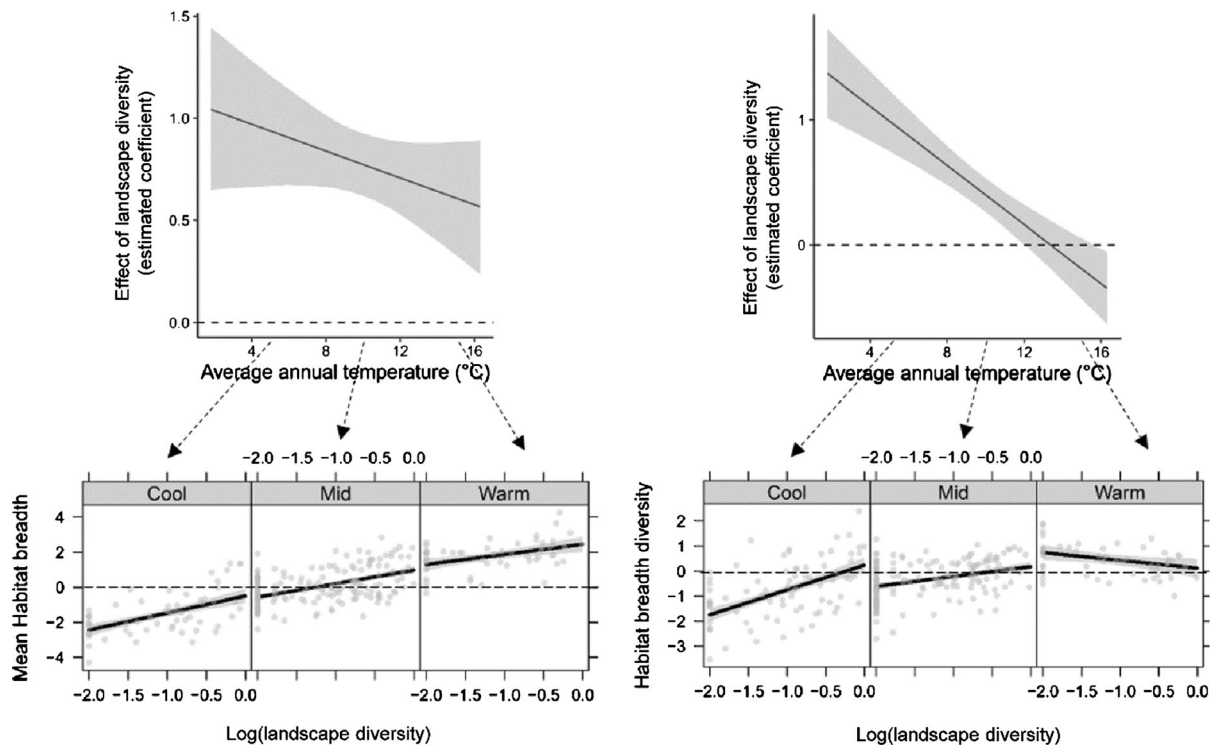 1.5
1.0
0.5
0.0
Effect of landscape diversity
(estimated coefficient)
4 8 12 16
Average annual temperature (°C)
−2.0 −1.5 −1.0 −0.5 0.0
Cool Mid Warm
4
2
0
−2
−4
Mean Habitat breadth
−2.0 −1.5 −1.0 −0.5 0.0 −2.0 −1.5 −1.0 −0.5 0.0
Log(landscape diversity)
1
0
Effect of landscape diversity
(estimated coefficient)
4 8 12 16
Average annual temperature (°C)
−2.0 −1.5 −1.0 −0.5 0.0
Cool Mid Warm
2
1
0
−1
−2
−3
Habitat breadth diversity
−2.0 −1.5 −1.0 −0.5 0.0 −2.0 −1.5 −1.0 −0.5 0.0
Log(landscape diversity)